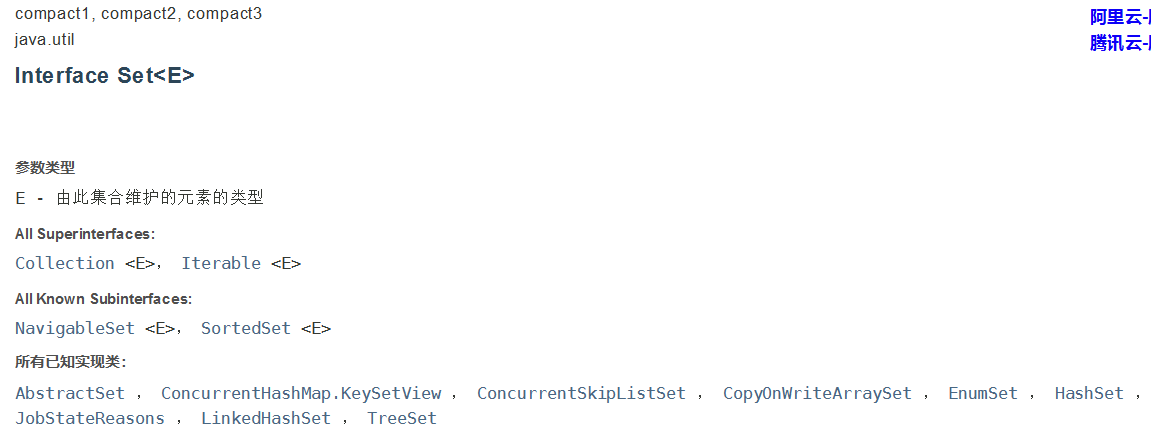 compact1, compact2, compact3
阿里云-
java.util
腾讯云-
Interface Set<E>
参数类型
E - 由此集合维护的元素的类型
All Superinterfaces:
Collection <E>， Iterable <E>
All Known Subinterfaces:
NavigableSet <E>， SortedSet <E>
所有已知实现类：
AbstractSet ， ConcurrentHashMap.KeySetView ， ConcurrentSkipListSet ， CopyOnWriteArraySet ， EnumSet ， HashSet ，
JobStateReasons ， LinkedHashSet ， TreeSet